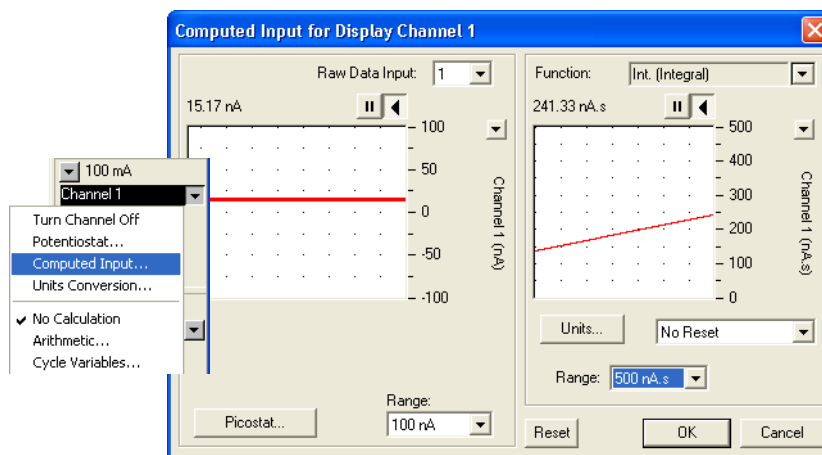 Computed Input for Display Channel 1
Raw Data Input: 1
15.17 nA
100
50
0
-50
-100
Channel 1 (nA)
Range:
100 nA
Picostat...
Function: Int. (Integral)
241.33 nA.s
500
400
300
200
100
0
Channel 1 (nA.s)
Units...
No Reset
Range: 500 nA.s
Reset
OK
Cancel
100 mA
Channel 1
Turn Channel Off
Potentiostat...
Computed Input...
Units Conversion...
No Calculation
Arithmetic...
Cycle Variables...